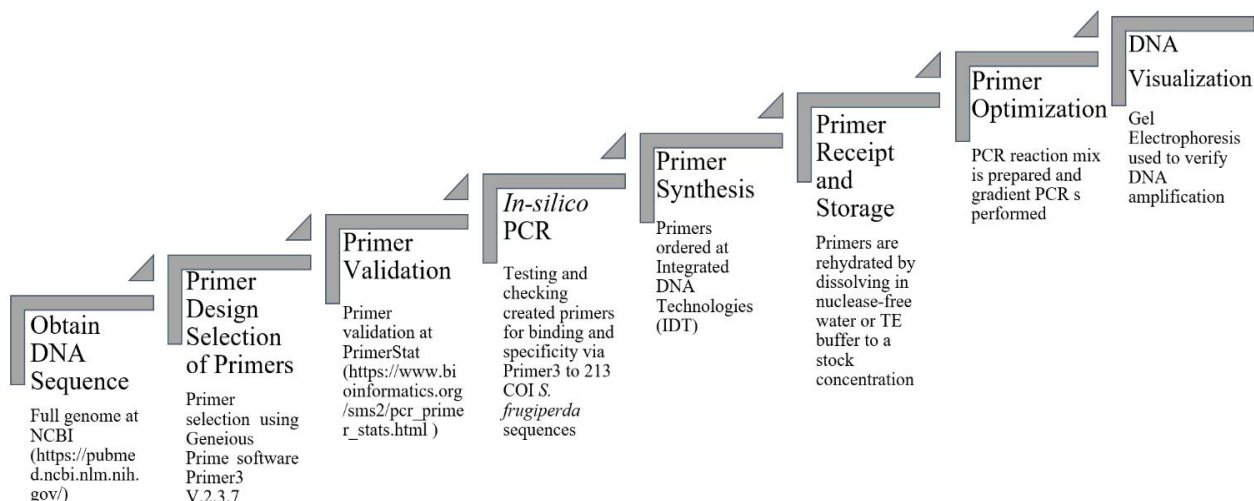 Obtain
DNA
Sequence
Full genome at
NCBI
(https://pubme
d.ncbi.nlm.nih.
gov/)
Primer
Design
Selection
of Primers
Primer
selection using
Geneious
Prime software
Primer3
V.2.3.7
Primer
Validation
Primer
validation at
PrimerStat
(https://www.bi
oinformatics.org
/sms2/pcr_prime
r_stats.html )
In-silico
PCR
Testing and
checking
created primers
for binding and
specificity via
Primer3 to 213
COI S.
frugiperda
sequences
Primer
Synthesis
Primers
ordered at
Integrated
DNA
Technologies
(IDT)
Primer
Receipt
and
Storage
Primers are
rehydrated by
dissolving in
nuclease-free
water or TE
buffer to a
stock
concentration
Primer
Optimization
PCR reaction mix
is prepared and
gradient PCR s
performed
DNA
Visualization
Gel
Electrophoresis
used to verify
DNA
amplification